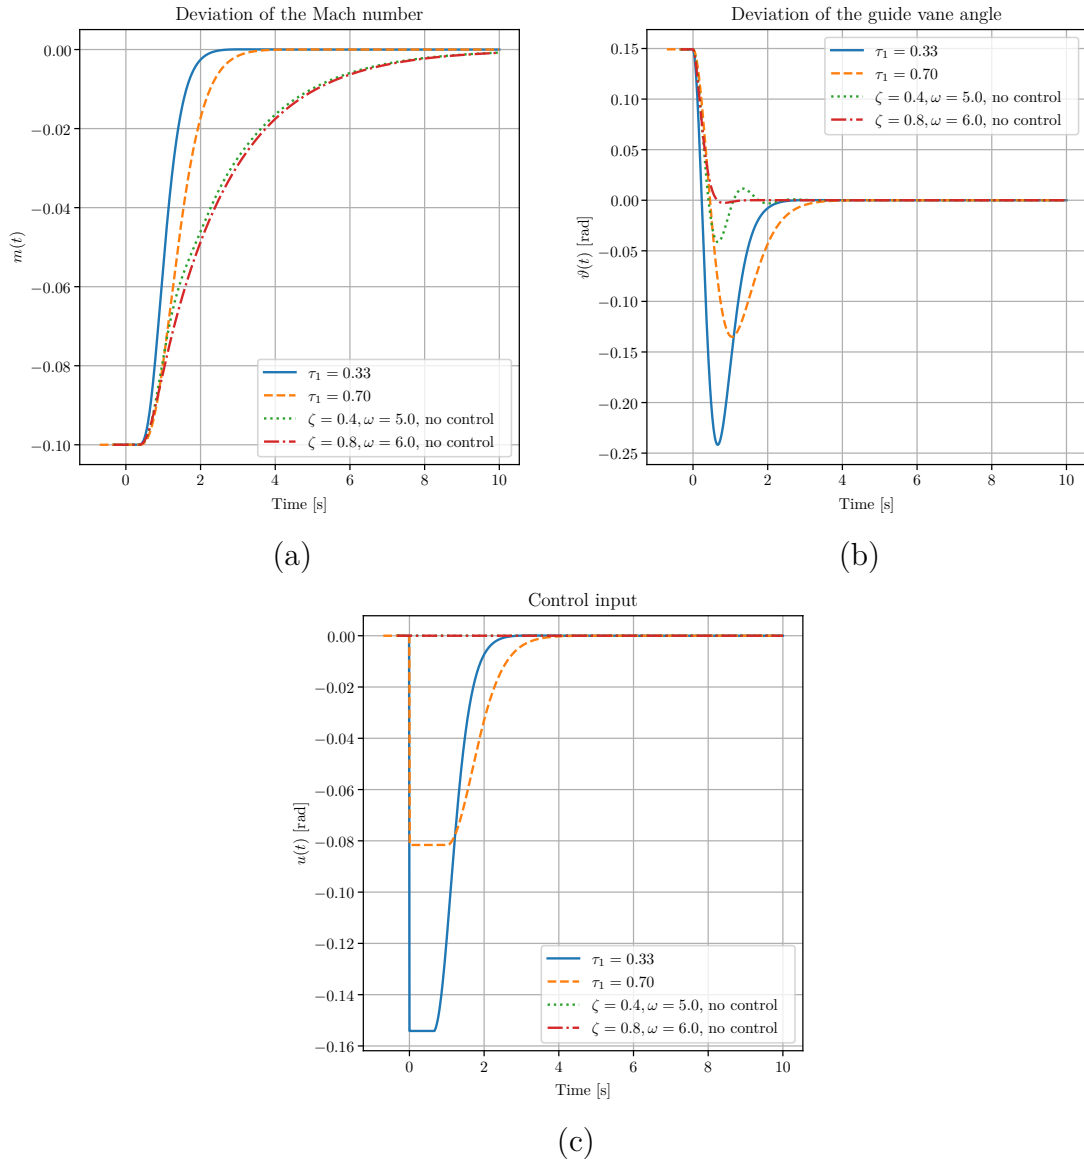 Deviation of the Mach number
0.00
−0.02
−0.04
−0.06
−0.08
−0.10
m(t)
τ₁ = 0.33
τ₁ = 0.70
ζ = 0.4, ω = 5.0, no control
ζ = 0.8, ω = 6.0, no control
0 2 4 6 8 10
Time [s]
(a)
Deviation of the guide vane angle
0.15
0.10
0.05
0.00
−0.05
−0.10
−0.15
−0.20
−0.25
ϑ(t) [rad]
τ₁ = 0.33
τ₁ = 0.70
ζ = 0.4, ω = 5.0, no control
ζ = 0.8, ω = 6.0, no control
0 2 4 6 8 10
Time [s]
(b)
Control input
0.00
−0.02
−0.04
−0.06
−0.08
−0.10
−0.12
−0.14
−0.16
u(t) [rad]
τ₁ = 0.33
τ₁ = 0.70
ζ = 0.4, ω = 5.0, no control
ζ = 0.8, ω = 6.0, no control
0 2 4 6 8 10
Time [s]
(c)